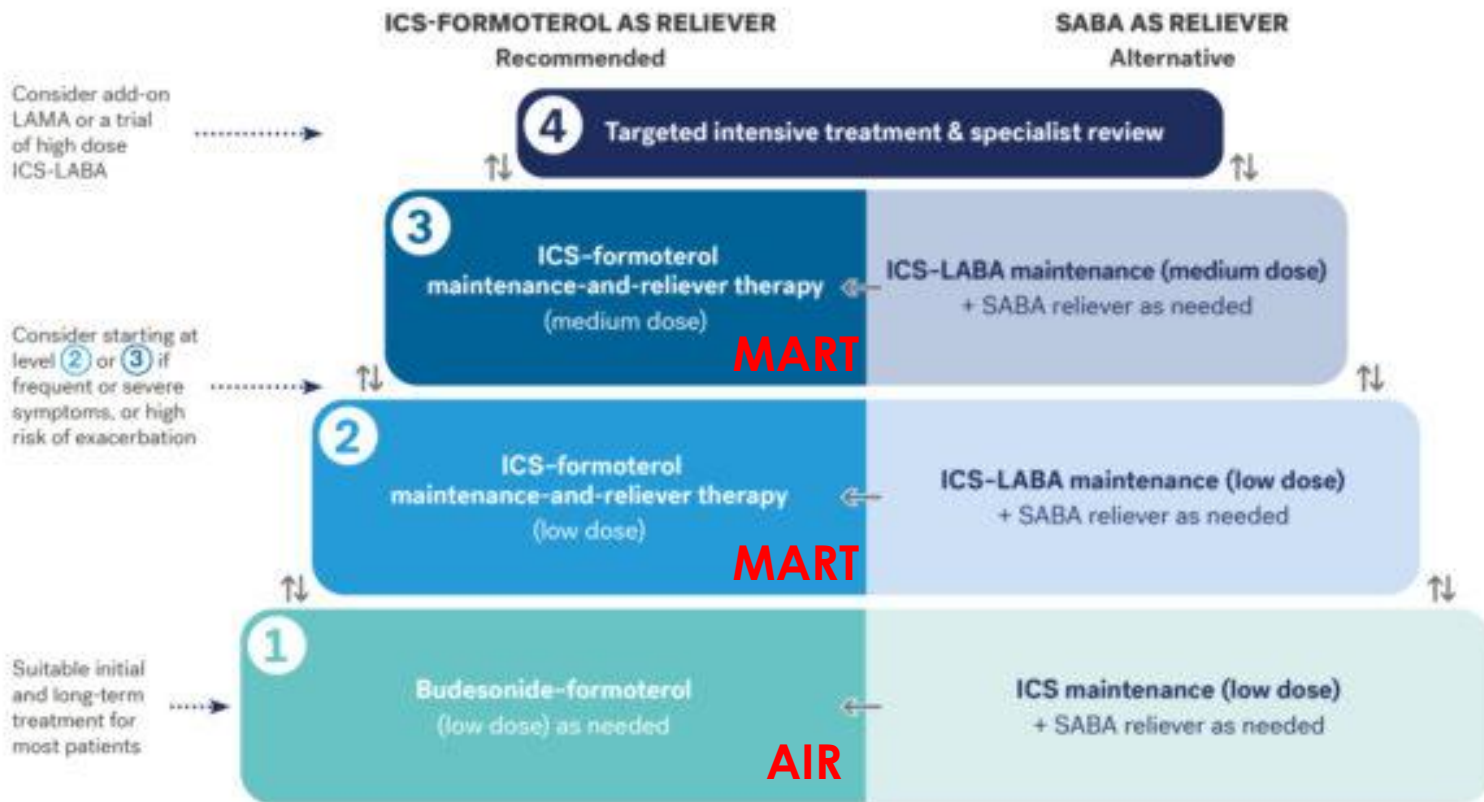 ICS-FORMOTEROL AS RELIEVER
Recommended
SABA AS RELIEVER
Alternative
Consider add-on
LAMA or a trial
of high dose
ICS-LABA
4 Targeted intensive treatment & specialist review
3
ICS–formoterol
maintenance-and-reliever therapy
(medium dose)
MART
ICS-LABA maintenance (medium dose)
+ SABA reliever as needed
Consider starting at
level 2 or 3 if
frequent or severe
symptoms, or high
risk of exacerbation
2
ICS–formoterol
maintenance-and-reliever therapy
(low dose)
MART
ICS–LABA maintenance (low dose)
+ SABA reliever as needed
1
Suitable initial
and long-term
treatment for
most patients
Budesonide–formoterol
(low dose) as needed
AIR
ICS maintenance (low dose)
+ SABA reliever as needed